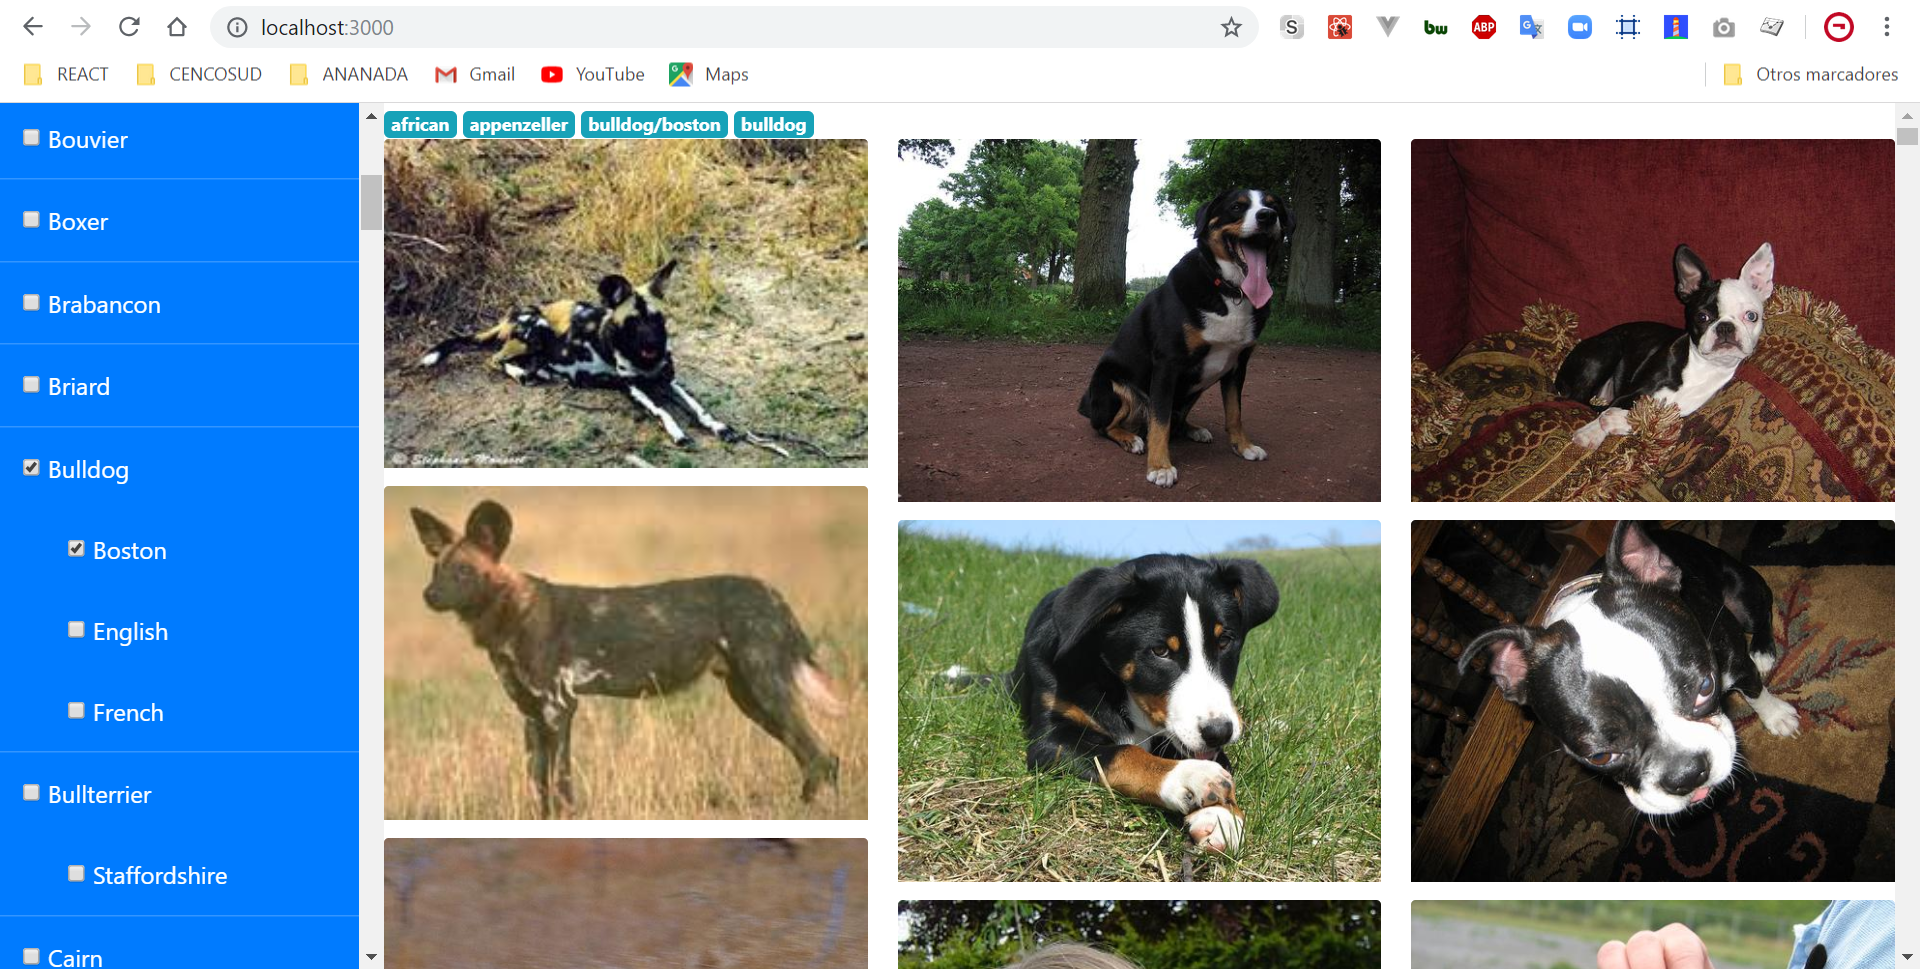 localhost:3000
S
bw
ABP
REACT
CENCOSUD
ANANADA
Gmail
YouTube
Maps
Otros marcadores
Bouvier
Boxer
Brabancon
Briard
Bulldog
Boston
English
French
Bullterrier
Staffordshire
Cairn
african appenzeller bulldog/boston bulldog